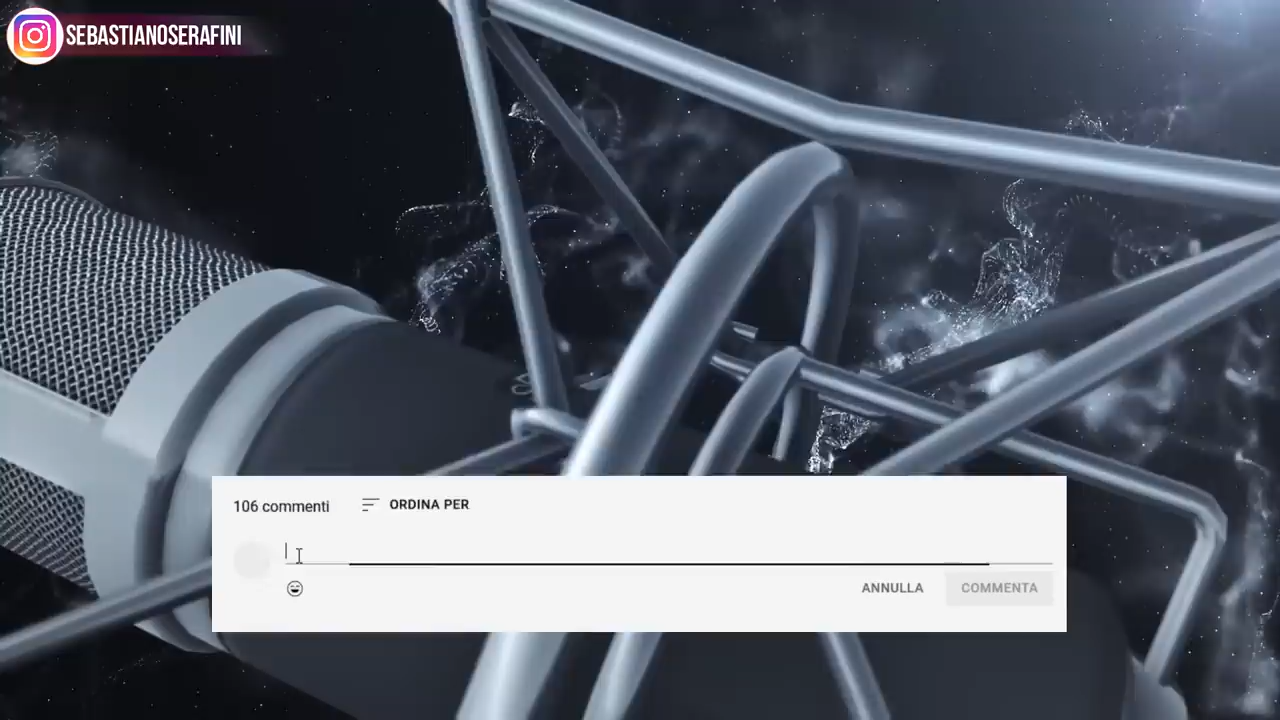 SEBASTIANOSERAFINI
106 commenti
ORDINA PER
ANNULLA
COMMENTA